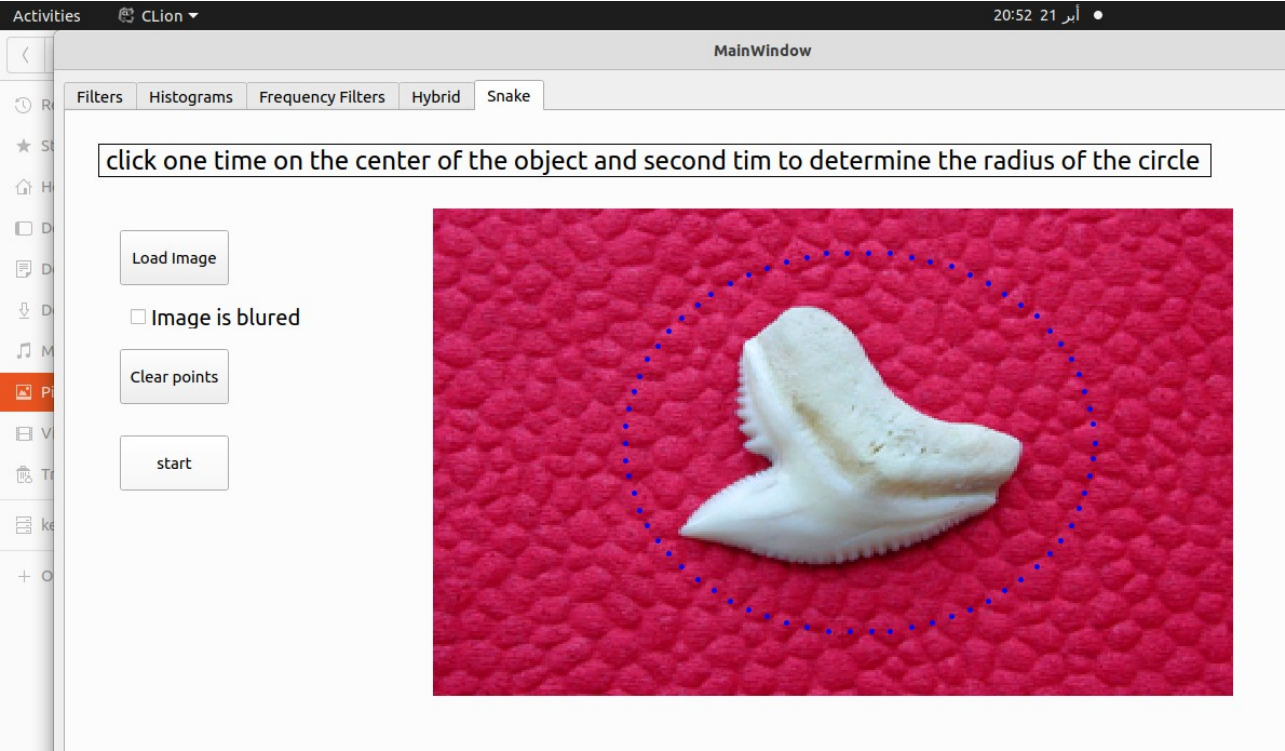 Activities CLion 20:52 21 أبر
MainWindow
Filters Histograms Frequency Filters Hybrid Snake
click one time on the center of the object and second tim to determine the radius of the circle
Load Image
Image is blured
Clear points
start